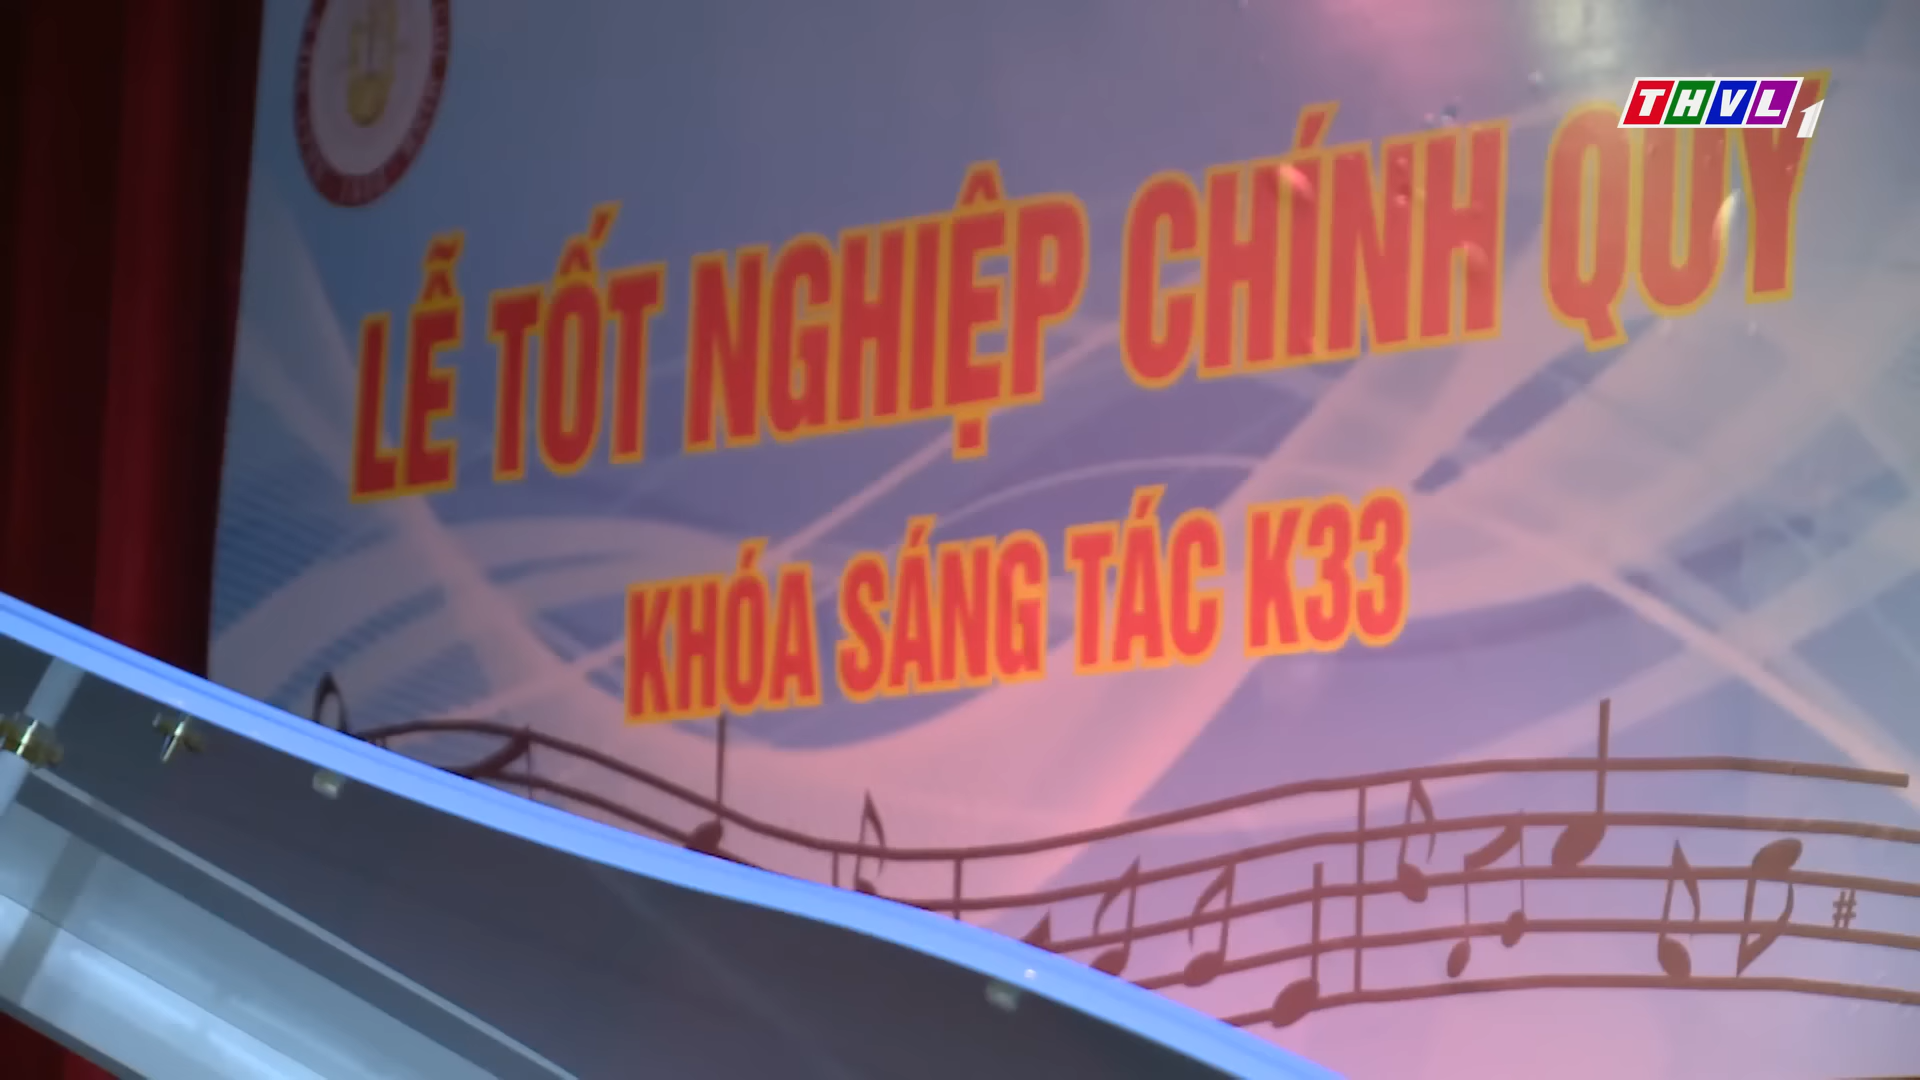 THVL1
LỄ TỐT NGHIỆP CHÍNH QUY
KHÓA SÁNG TÁC K33